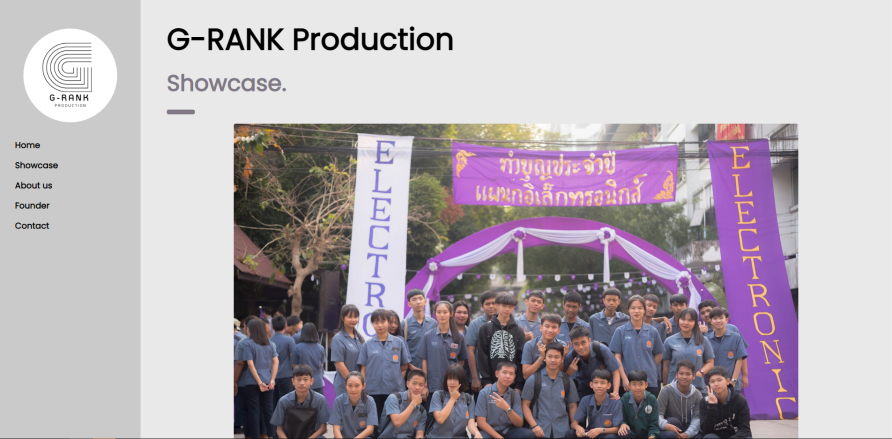 G-RANK
PRODUCTION
Home
Showcase
About us
Founder
Contact
G-RANK Production
Showcase.
ทำบุญประจำปี
แผนกอิเล็กทรอนิกส์
ELECTRO
ELECTRONIC